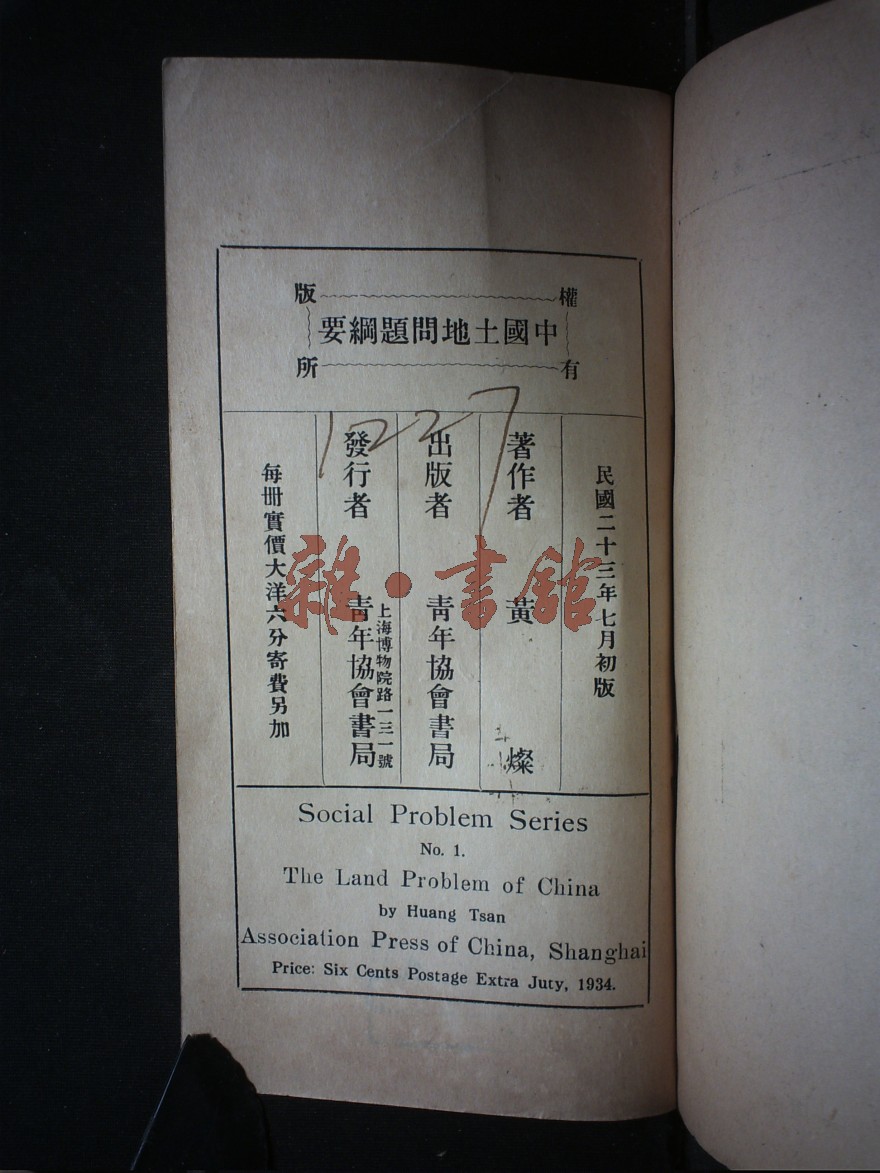 版權所有
中國土地問題綱要
民國二十三年七月初版
著作者 黃燦
出版者 青年協會書局
發行者 青年協會書局
上海博物院路一三一號
每冊實價大洋六分寄費另加
1227
雜·書館
Social Problem Series
No. 1.
The Land Problem of China
by Huang Tsan
Association Press of China, Shanghai
Price: Six Cents Postage Extra Juty, 1934.